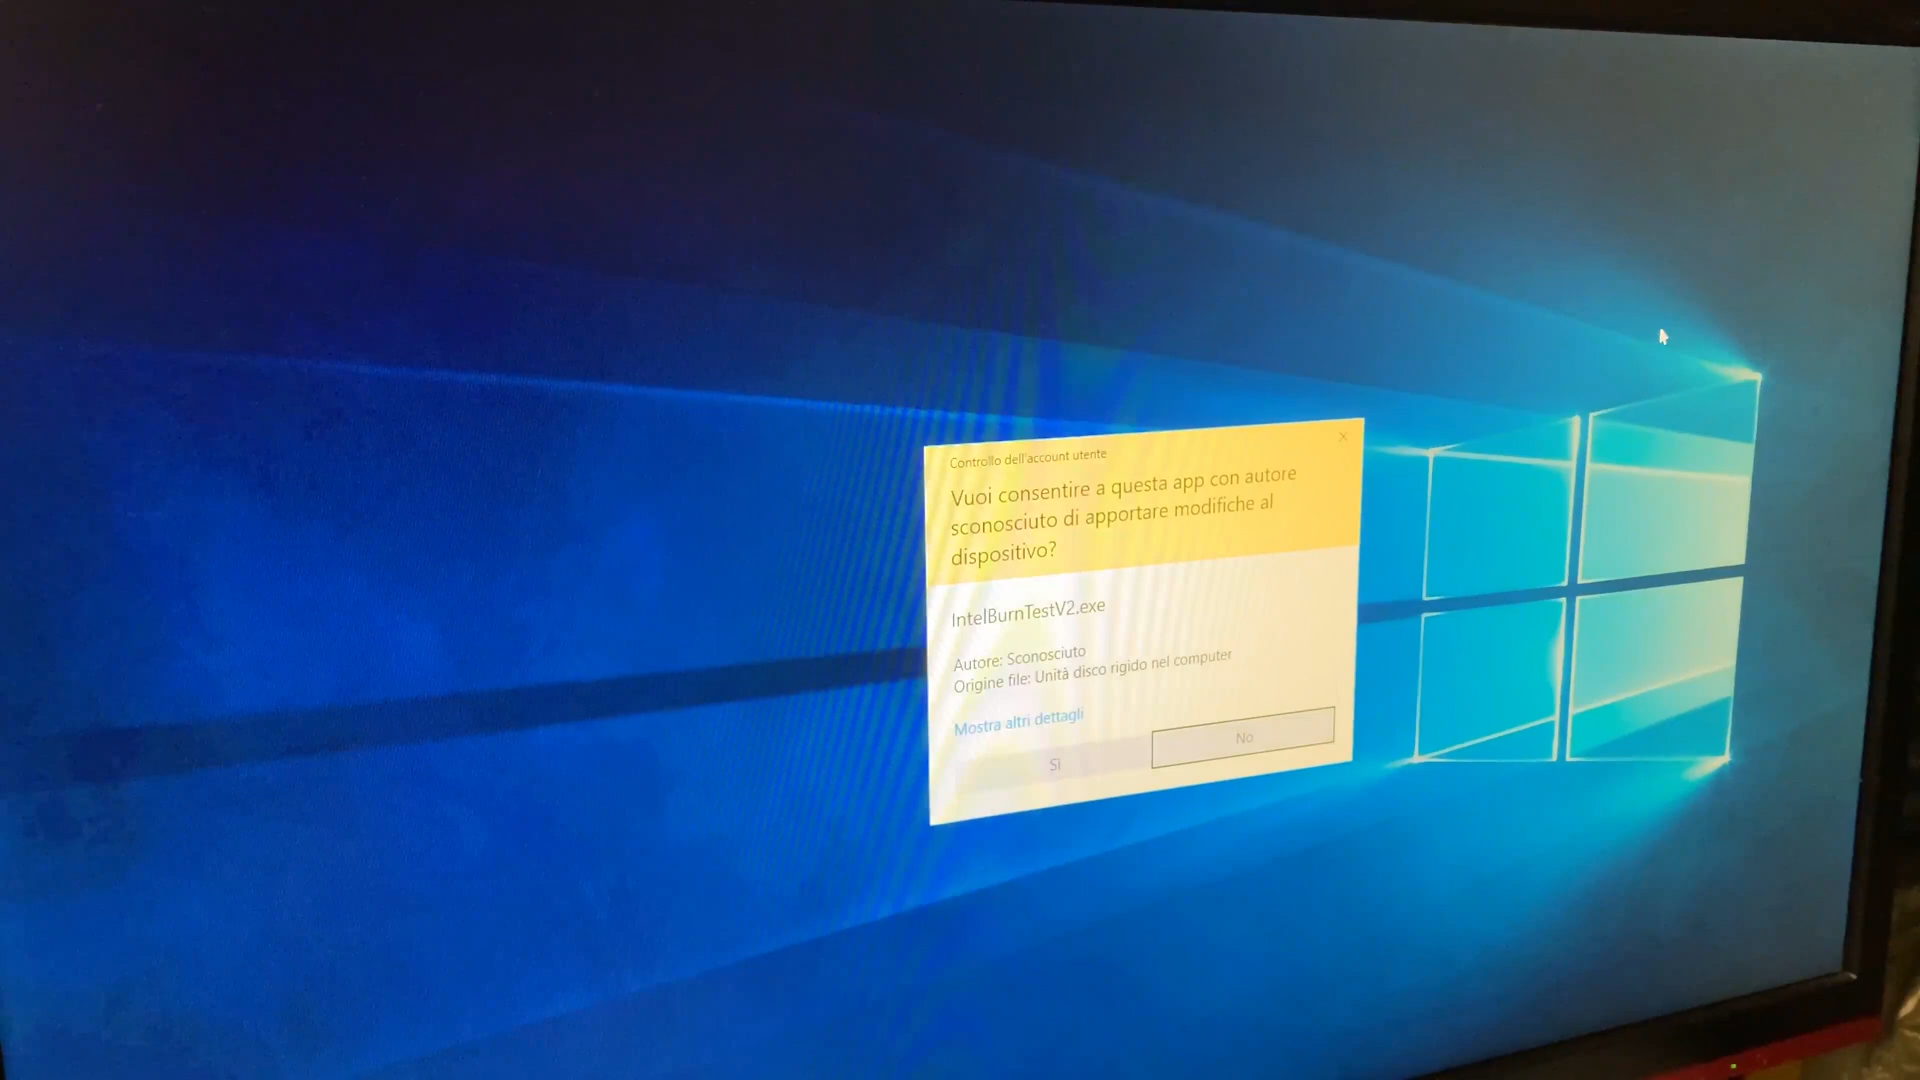 Controllo dell'account utente
Vuoi consentire a questa app con autore
sconosciuto di apportare modifiche al
dispositivo?
IntelBurnTestV2.exe
Autore: Sconosciuto
Origine file: Unità disco rigido nel computer
Mostra altri dettagli
Sì
No